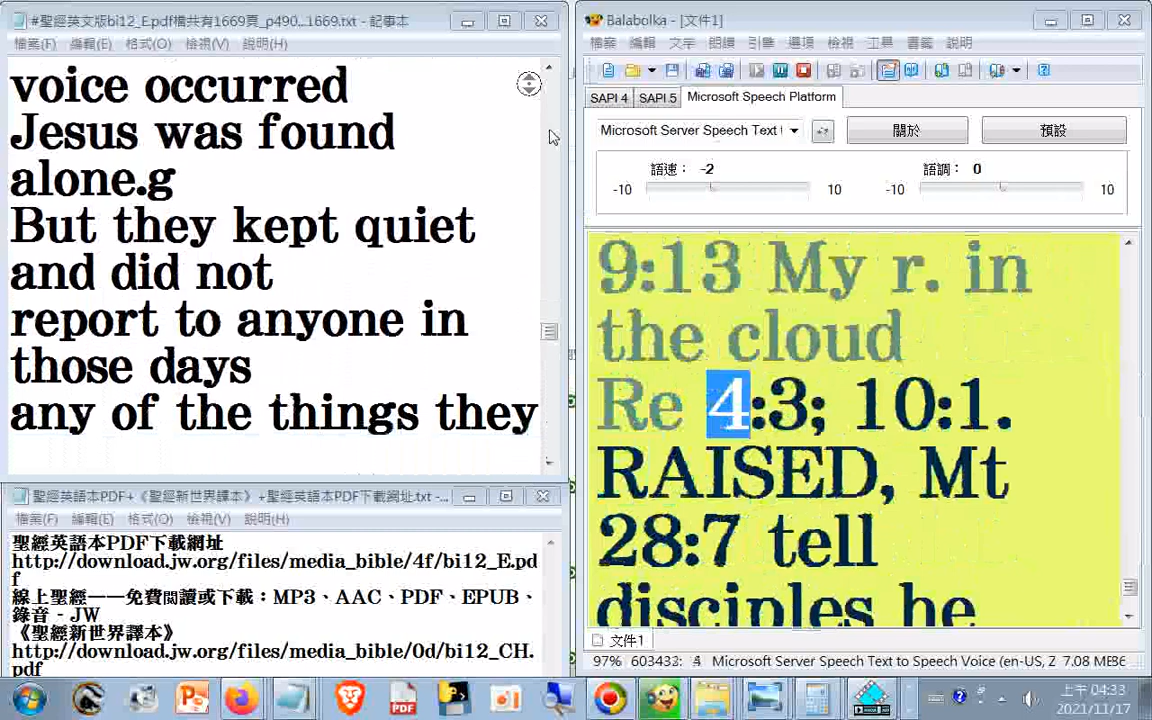 #聖經英文版bi12_E.pdf檔共有1669頁_p490...1669.txt - 記事本
檔案(F) 編輯(E) 格式(O) 檢視(V) 說明(H)
voice occurred
Jesus was found
alone.g
But they kept quiet
and did not
report to anyone in
those days
any of the things they
聖經英語本PDF+《聖經新世界譯本》+聖經英語本PDF下載網址.txt - ...
檔案(F) 編輯(E) 格式(O) 檢視(V) 說明(H)
聖經英語本PDF下載網址
http://download.jw.org/files/media_bible/4f/bi12_E.pd
f
線上聖經——免費閱讀或下載：MP3、AAC、PDF、EPUB、
錄音 - JW
《聖經新世界譯本》
http://download.jw.org/files/media_bible/0d/bi12_CH.
pdf
Balabolka - [文件1]
檔案 編輯 文字 朗讀 引擎 選項 檢視 工具 書籤 說明
SAPI 4 SAPI 5 Microsoft Speech Platform
Microsoft Server Speech Text 關於 預設
語速： -2 語調： 0
-10 10 -10 10
9:13 My r. in
the cloud
Re 4:3; 10:1.
RAISED, Mt
28:7 tell
disciples he
文件1
97% 603432: 4 Microsoft Server Speech Text to Speech Voice (en-US, Z 7.08 MB
上午 04:33
2021/11/17